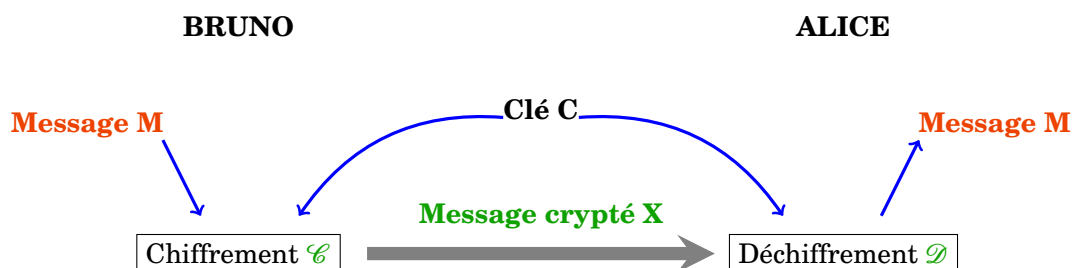 BRUNO ALICE
Clé C
Message M Message M
Message crypté X
Chiffrement 𝒞 Déchiffrement 𝒟